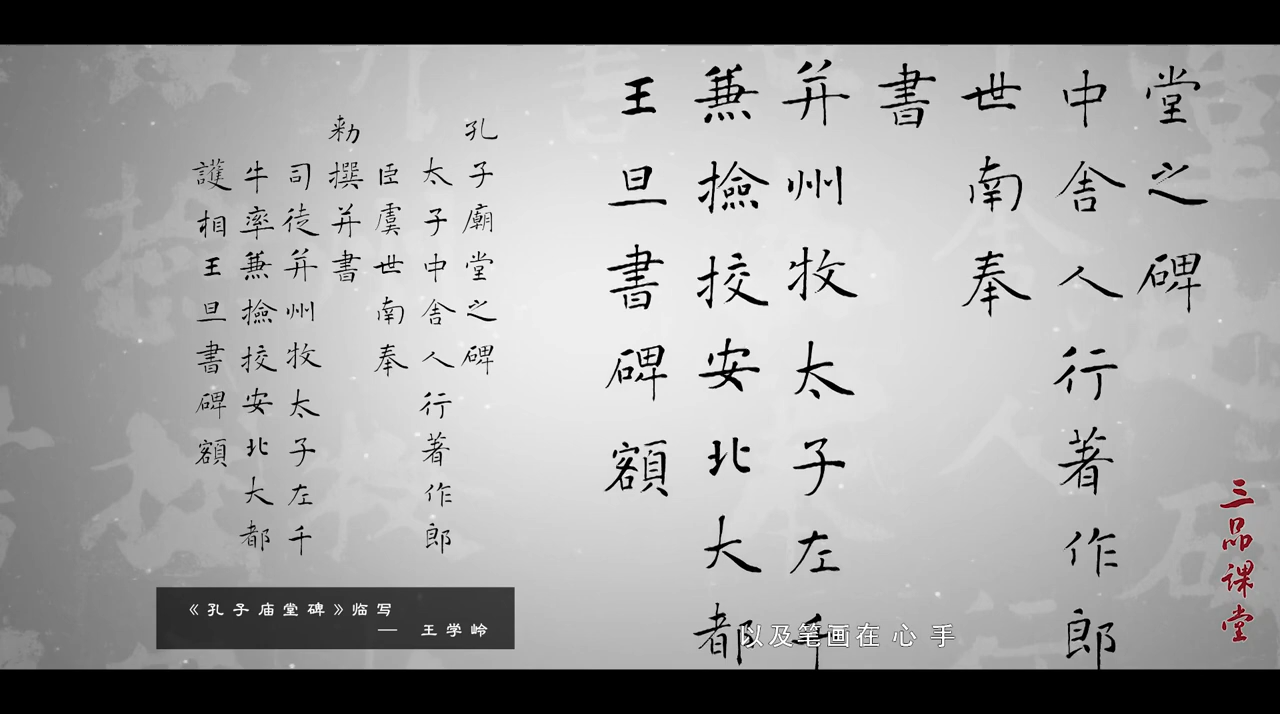 孔子廟堂之碑
太子中舍人行著作郎
臣虞世南奉
勅撰并書
司徒并州牧太子左千
牛率兼撿挍安北大都
護相王旦書碑額
堂之碑
中舍人行著作郎
世南奉
書
并州牧太子左千
兼撿挍安北大都
王旦書碑額
《孔子庙堂碑》临写
— 王学岭
以及笔画在 心 手
三品课堂